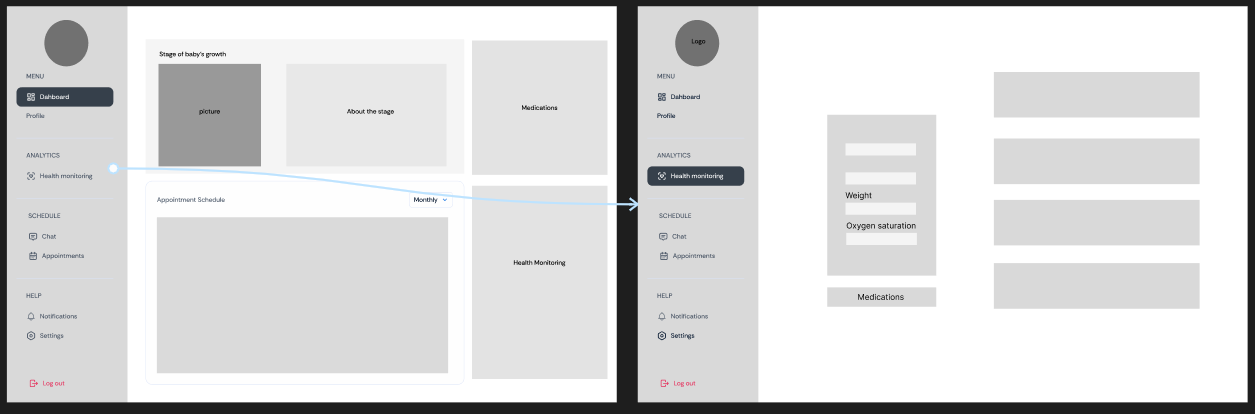 MENU
Dahboard
Profile
ANALYTICS
Health monitoring
SCHEDULE
Chat
Appointments
HELP
Notifications
Settings
Log out
Stage of baby's growth
picture
About the stage
Medications
Appointment Schedule
Monthly
Health Monitoring
Logo
MENU
Dahboard
Profile
ANALYTICS
Health monitoring
SCHEDULE
Chat
Appointments
HELP
Notifications
Settings
Log out
Weight
Oxygen saturation
Medications